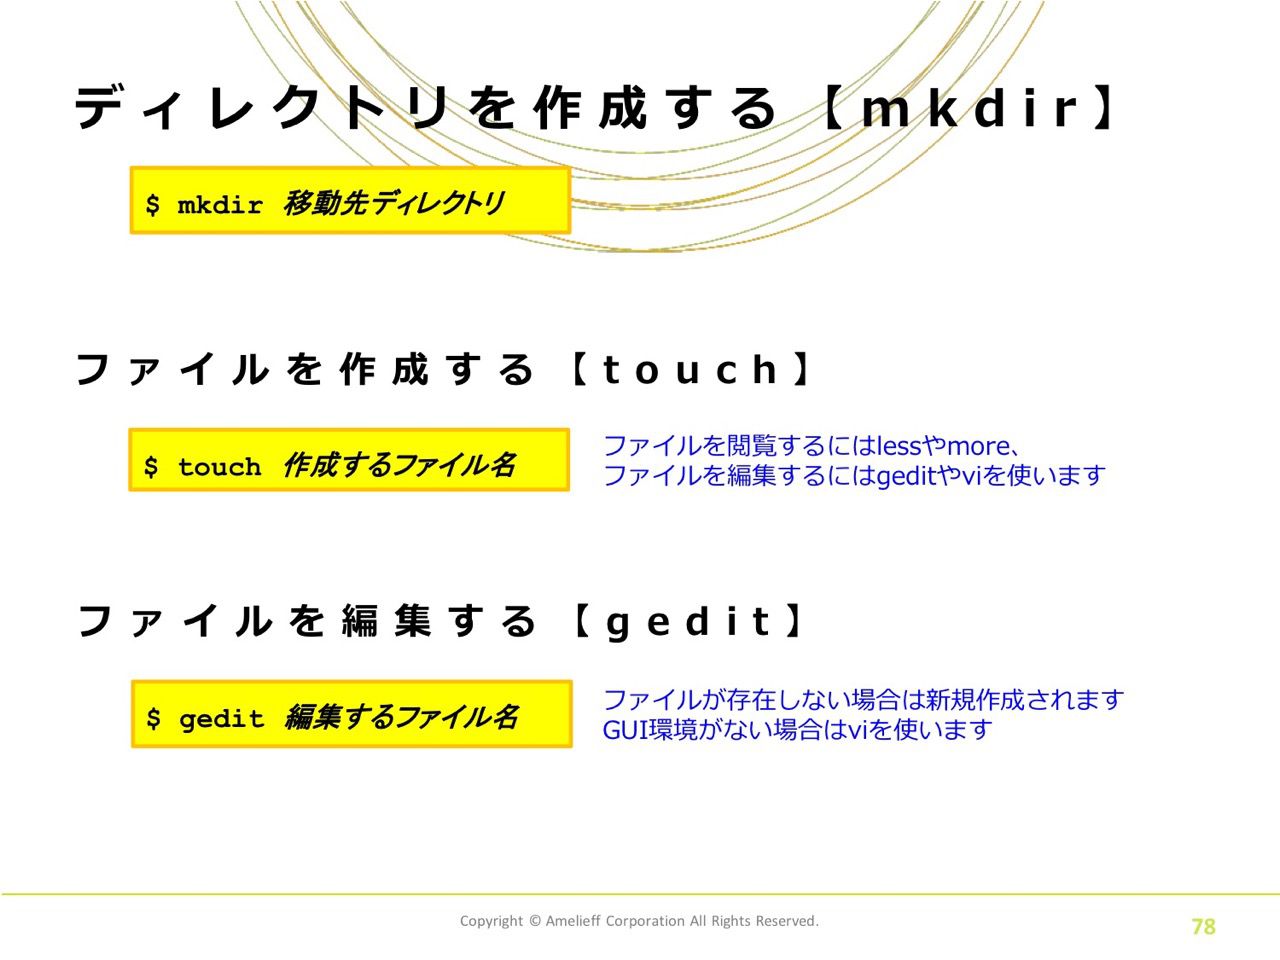 ディレクトリを作成する【mkdir】
$ mkdir 移動先ディレクトリ
ファイルを作成する【touch】
$ touch 作成するファイル名
ファイルを閲覧するにはlessやmore、
ファイルを編集するにはgeditやviを使います
ファイルを編集する【gedit】
$ gedit 編集するファイル名
ファイルが存在しない場合は新規作成されます
GUI環境がない場合はviを使います
Copyright © Amelieff Corporation All Rights Reserved.
78